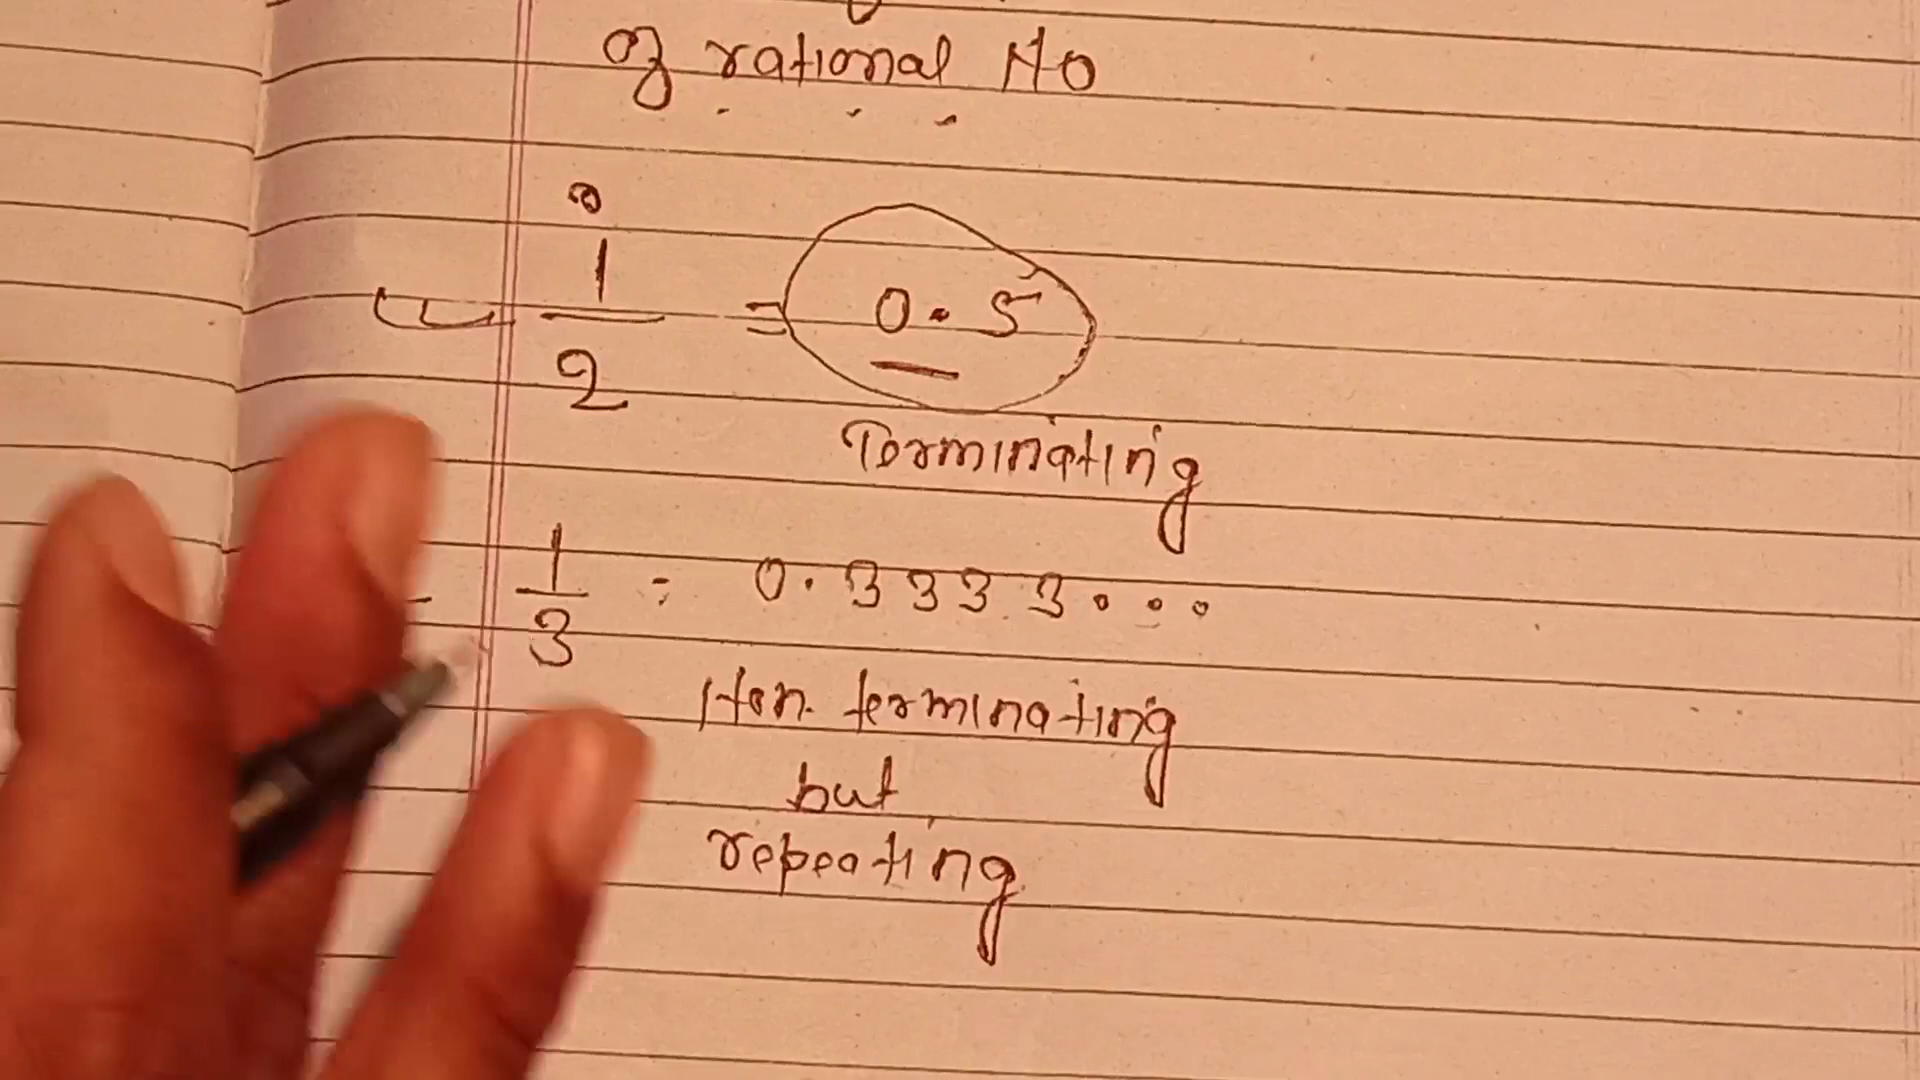 of rational No
1/2 = 0.5
Terminating
1/3 = 0.3333...
Non terminating
but
repeating